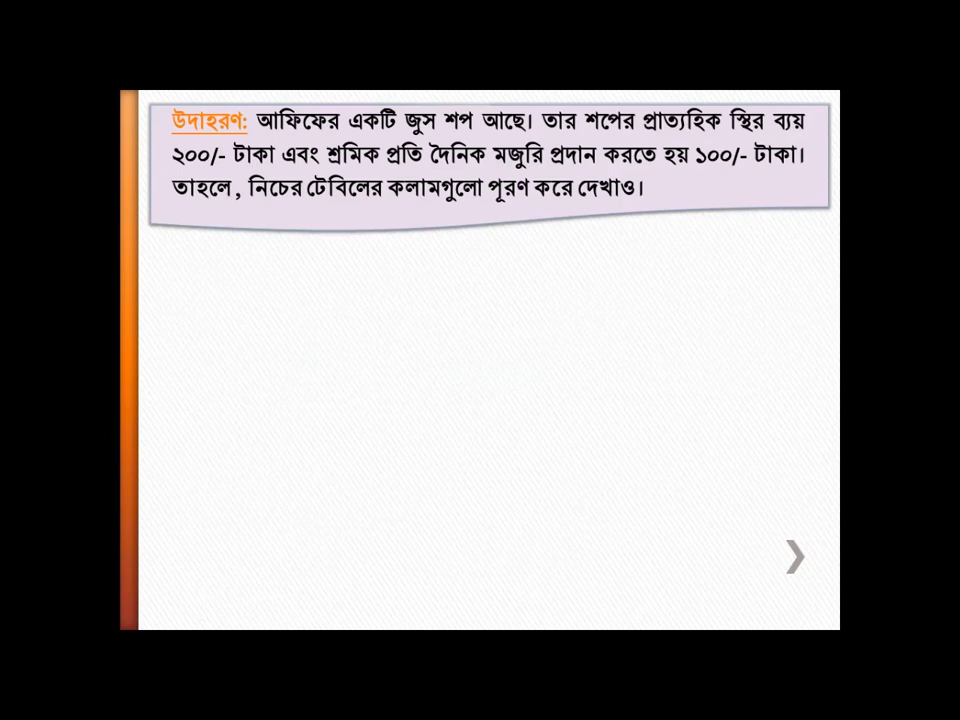 উদাহরণ: আফিফের একটি জুস শপ আছে। তার শপের প্রাত্যহিক স্থির ব্যয়
২০০/- টাকা এবং শ্রমিক প্রতি দৈনিক মজুরি প্রদান করতে হয় ১০০/- টাকা।
তাহলে, নিচের টেবিলের কলামগুলো পূরণ করে দেখাও।